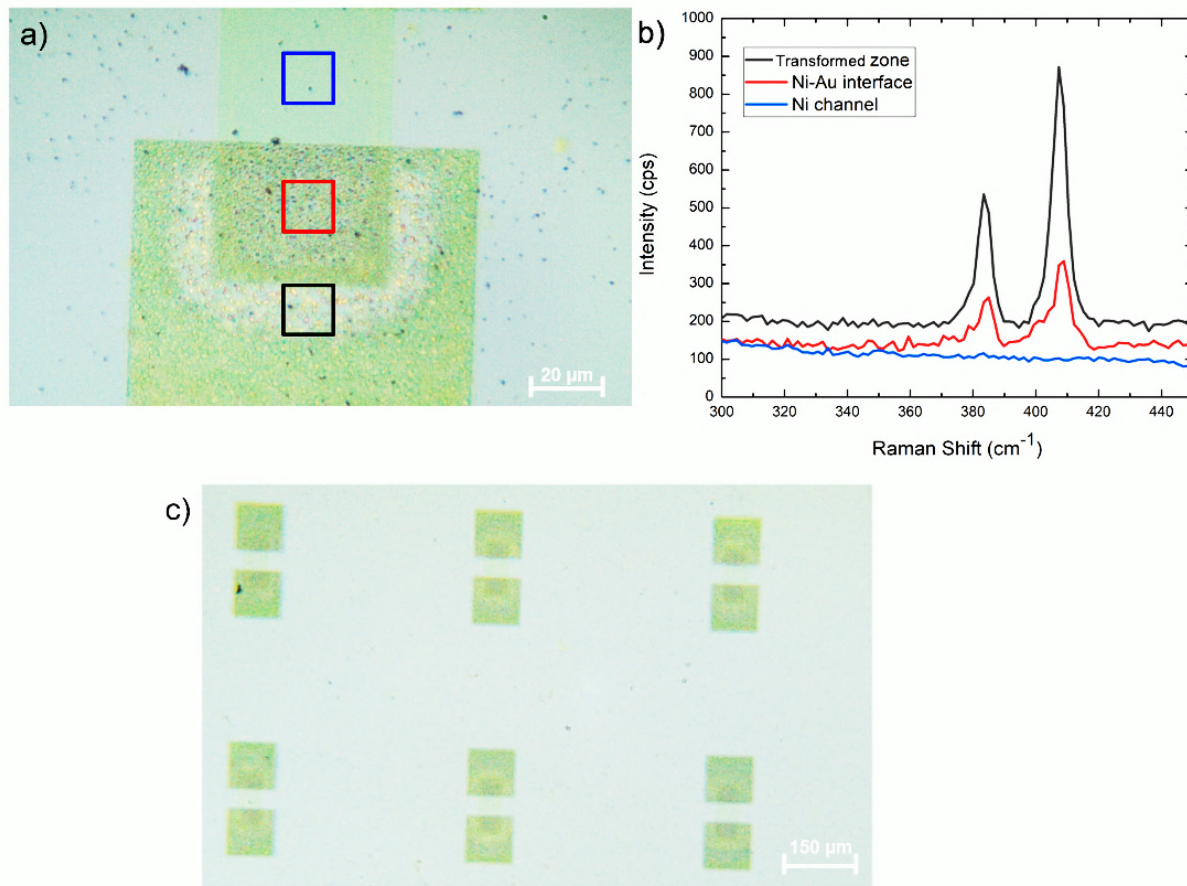 a)
20 µm
b)
Intensity (cps)
1000
900
800
700
600
500
400
300
200
100
0
Transformed zone
Ni-Au interface
Ni channel
300 320 340 360 380 400 420 440
Raman Shift (cm⁻¹)
c)
150 µm